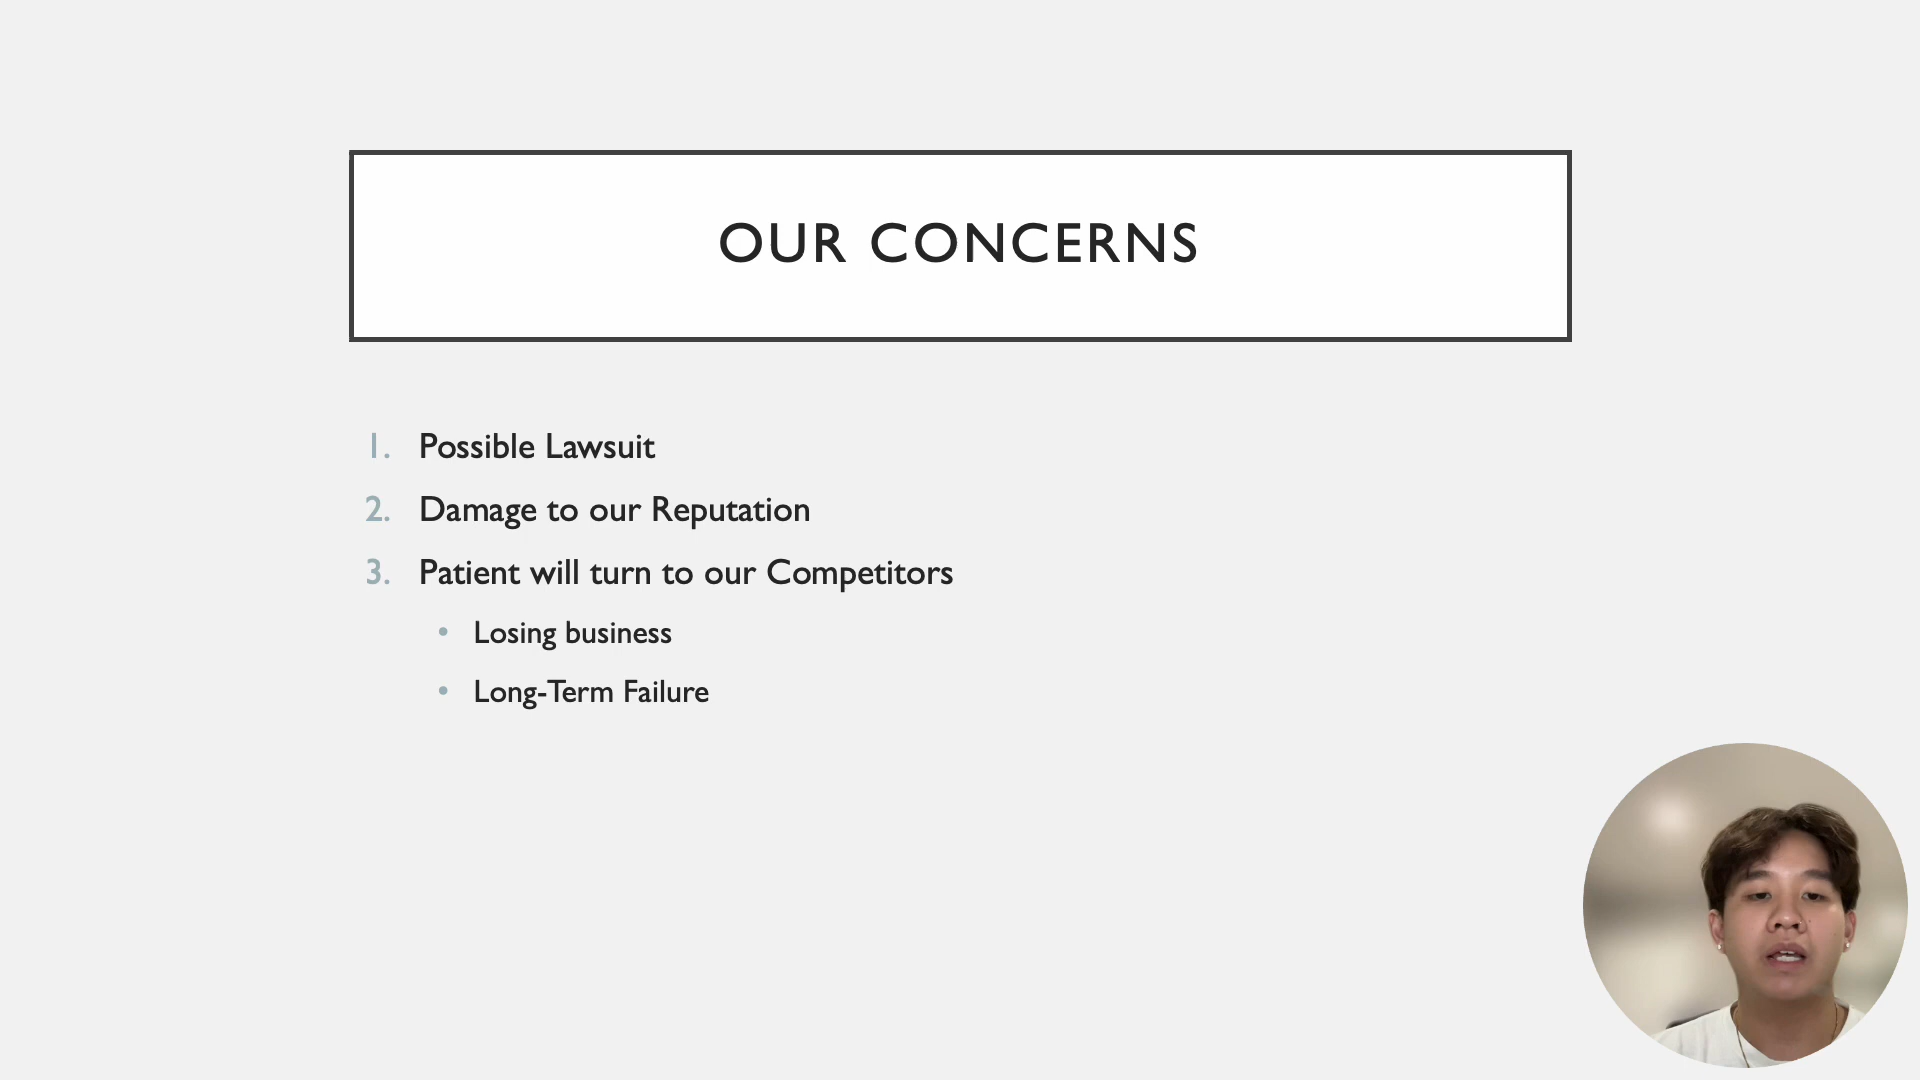 OUR CONCERNS
1. Possible Lawsuit
2. Damage to our Reputation
3. Patient will turn to our Competitors
• Losing business
• Long-Term Failure